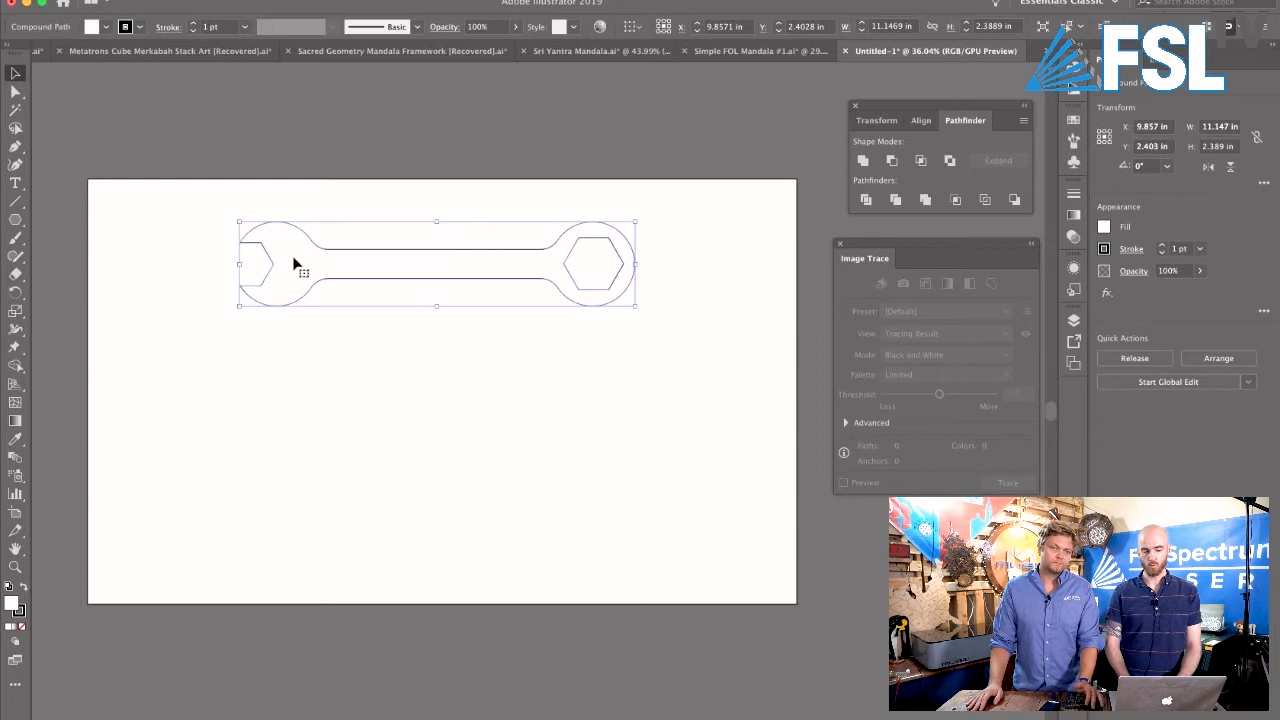 Adobe Illustrator 2019
Essentials Classic
Search Adobe Stock
Compound Path
Stroke:
1 pt
Basic
Opacity:
100%
Style
X:
9.8571 in
Y:
2.4028 in
W:
11.1469 in
H:
2.3889 in
.ai*
Metatrons Cube Merkabah Stack Art [Recovered].ai*
Sacred Geometry Mandala Framework [Recovered].ai*
Sri Yantra Mandala.ai* @ 43.99% (...
Simple FOL Mandala #1.ai* @ 29...
Untitled-1* @ 36.04% (RGB/GPU Preview)
FSL
Transform
Align
Pathfinder
Shape Modes:
Expand
Pathfinders:
Transform
X:
9.857 in
W:
11.147 in
Y:
2.403 in
H:
2.389 in
0°
Appearance
Fill
Stroke
1 pt
Opacity
100%
fx.
Quick Actions
Release
Arrange
Start Global Edit
Image Trace
Preset:
[Default]
View:
Tracing Result
Mode:
Black and White
Palette:
Limited
Threshold:
Less
More
Advanced
Paths:
0
Colors:
0
Anchors:
0
Preview
Trace